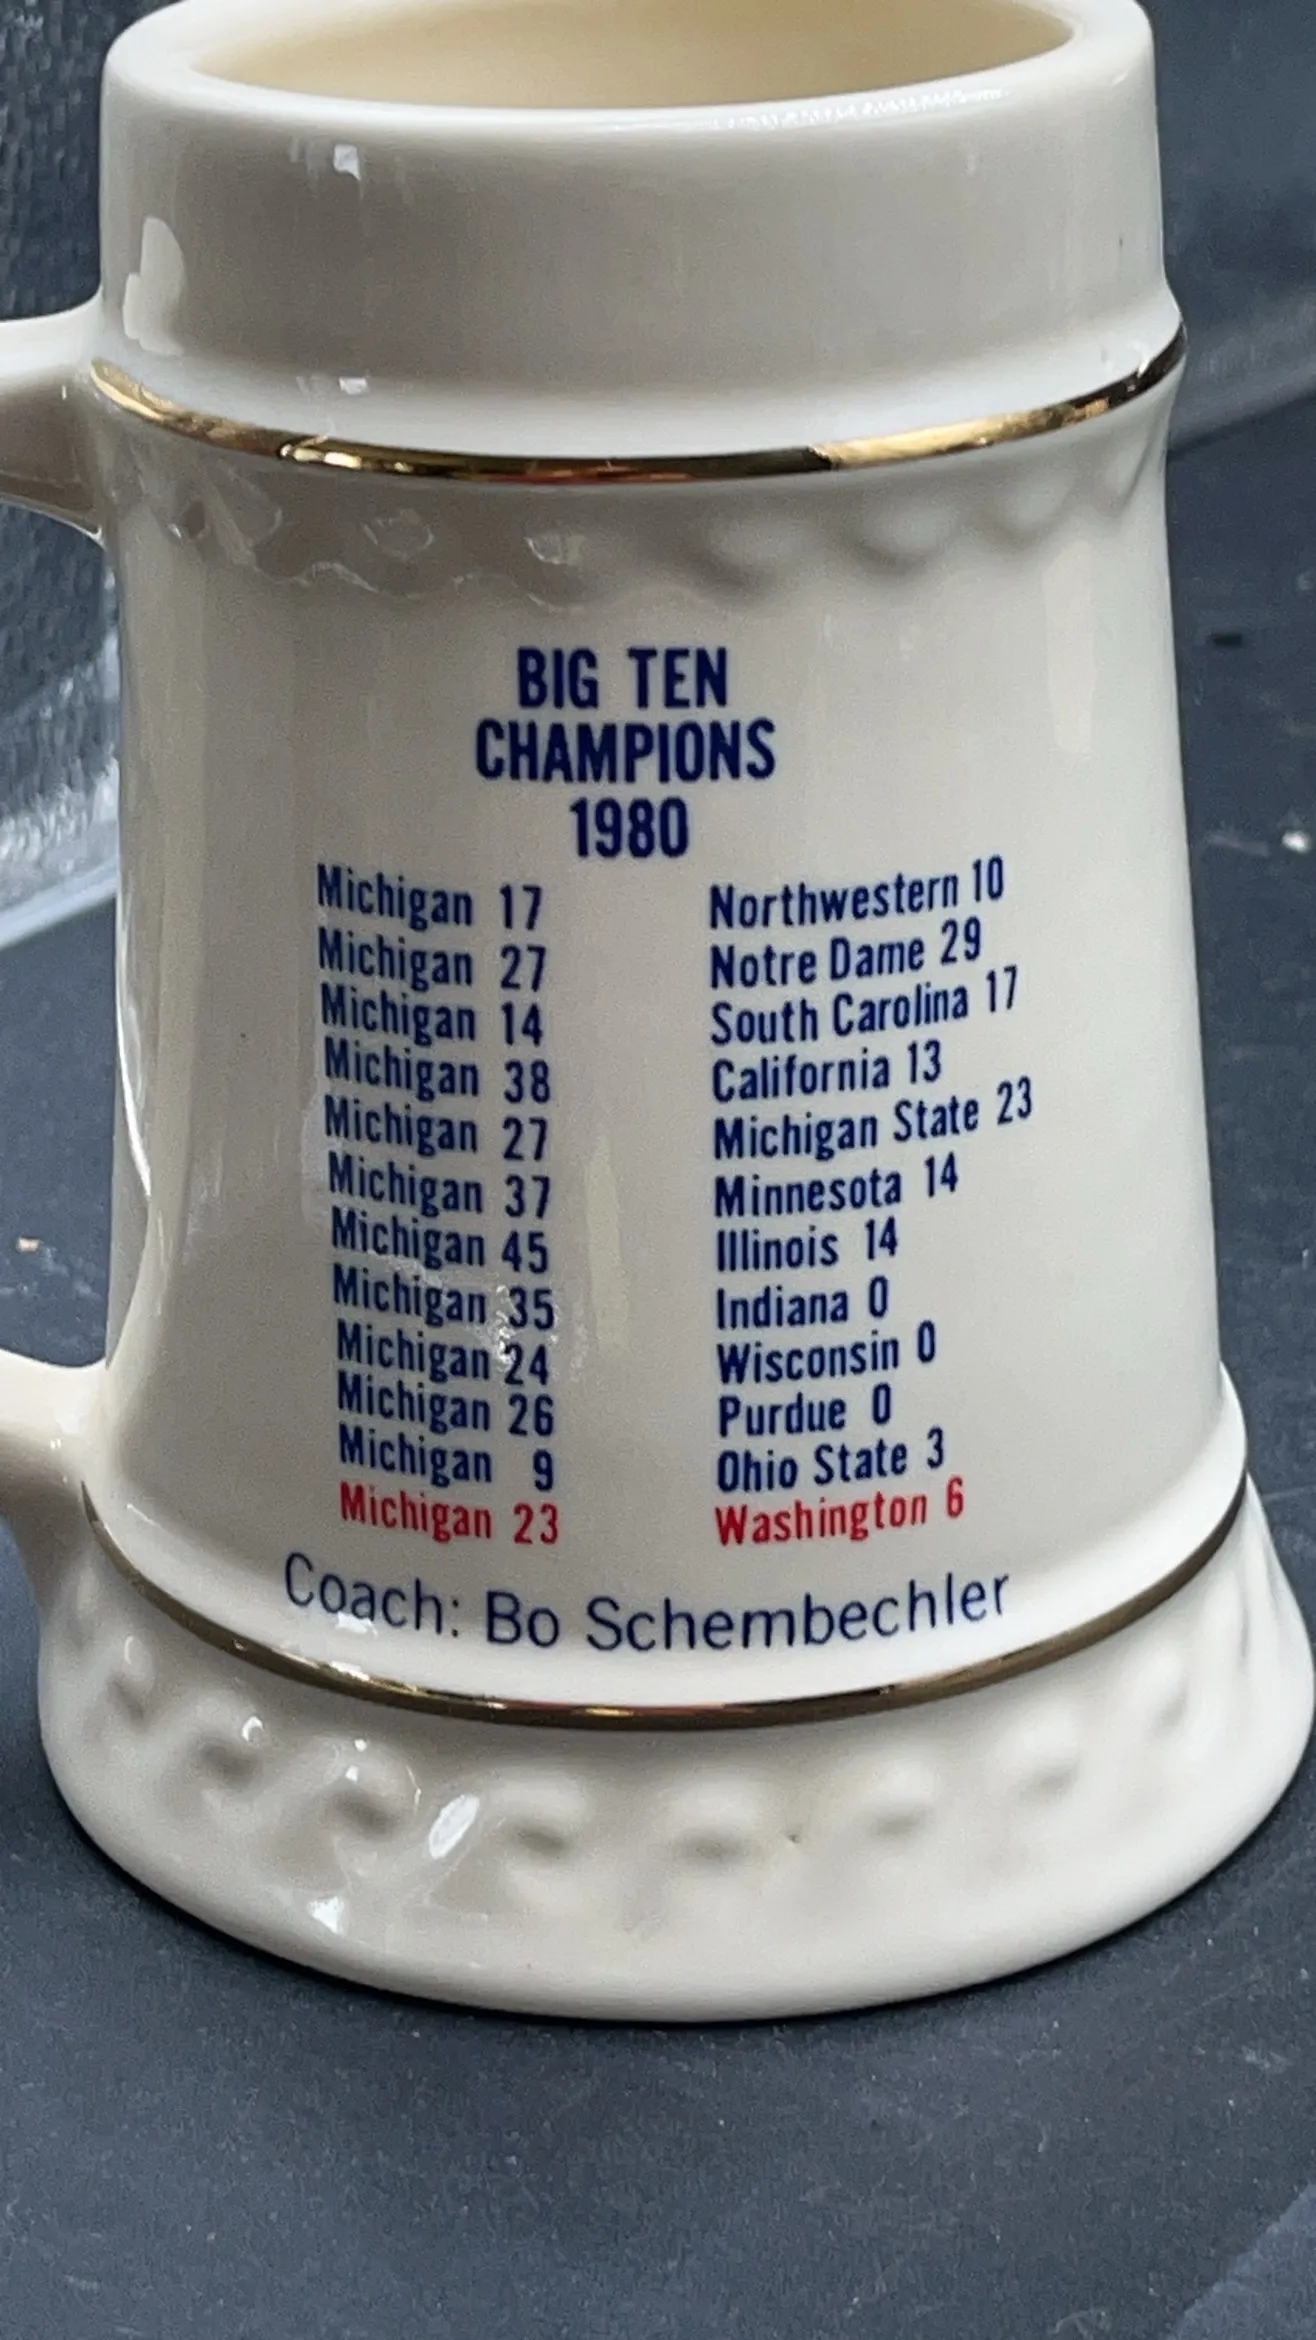 BIG TEN
CHAMPIONS
1980
Michigan 17 Northwestern 10
Michigan 27 Notre Dame 29
Michigan 14 South Carolina 17
Michigan 38 California 13
Michigan 27 Michigan State 23
Michigan 37 Minnesota 14
Michigan 45 Illinois 14
Michigan 35 Indiana 0
Michigan 24 Wisconsin 0
Michigan 26 Purdue 0
Michigan 9 Ohio State 3
Michigan 23 Washington 6
Coach: Bo Schembechler